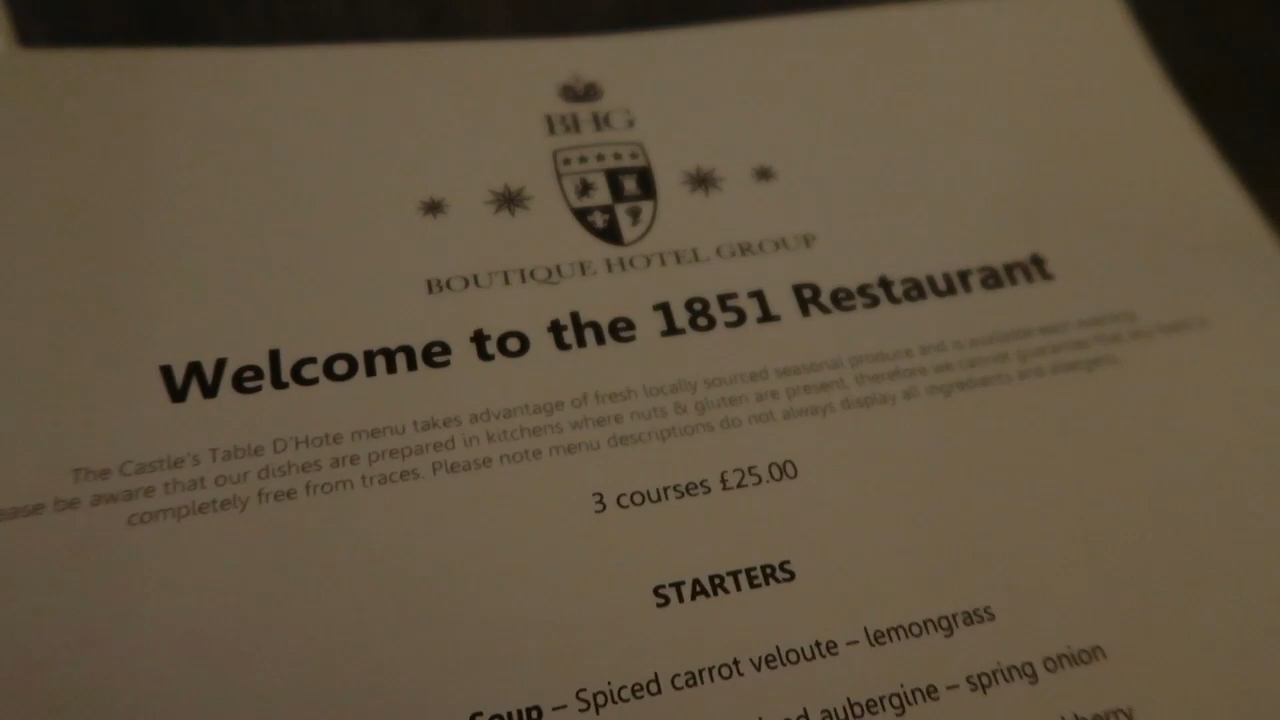 BHG
BOUTIQUE HOTEL GROUP
Welcome to the 1851 Restaurant
The Castle's Table D'Hote menu takes advantage of fresh locally sourced seasonal produce and is available each evening.
be aware that our dishes are prepared in kitchens where nuts & gluten are present, therefore we cannot guarantee that any
completely free from traces. Please note menu descriptions do not always display all ingredients and allergens.
3 courses £25.00
STARTERS
Soup – Spiced carrot veloute – lemongrass
aubergine – spring onion